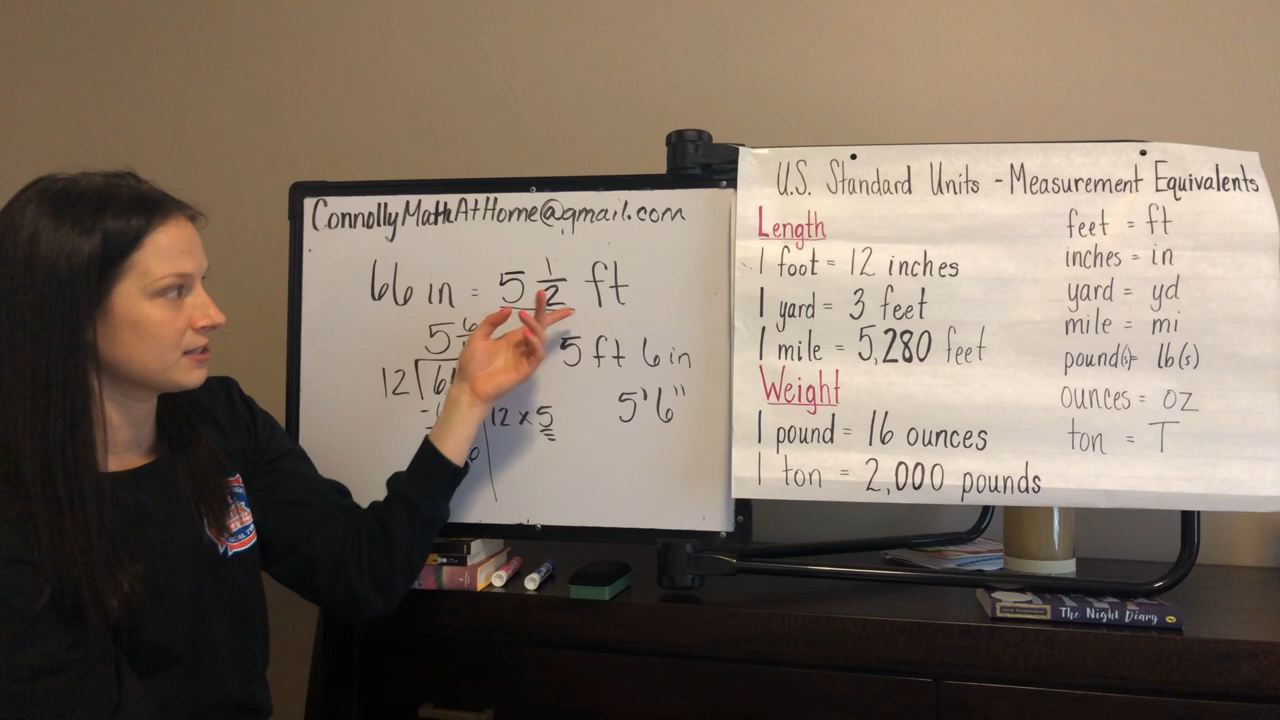 ConnollyMathAtHome@gmail.com
66 in = 5 1/2 ft
5 6
12
12 x 5
5 ft 6 in
5'6"
U.S. Standard Units - Measurement Equivalents
Length
1 foot = 12 inches
1 yard = 3 feet
1 mile = 5,280 feet
Weight
1 pound = 16 ounces
1 ton = 2,000 pounds
feet = ft
inches = in
yard = yd
mile = mi
pound(s)= lb(s)
ounces = oz
ton = T
The Night Diary